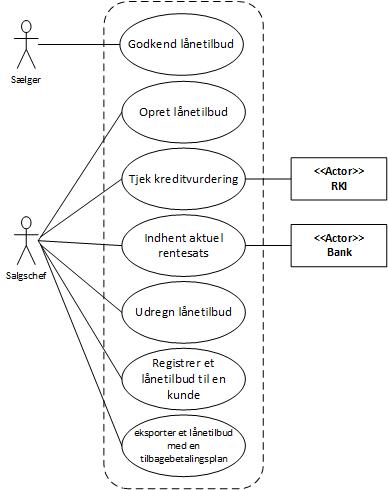 Godkend lånetilbud
Sælger
Opret lånetilbud
Tjek kreditvurdering
<<Actor>>
RKI
Indhent aktuel
rentesats
<<Actor>>
Bank
Salgschef
Udregn lånetilbud
Registrer et
lånetilbud til en
kunde
eksporter et lånetilbud
med en
tilbagebetalingsplan